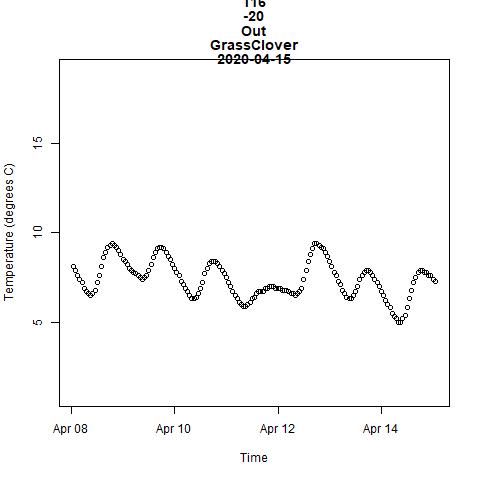 T16
-20
Out
GrassClover
2020-04-15
Temperature (degrees C)
15
10
5
Apr 08 Apr 10 Apr 12 Apr 14
Time